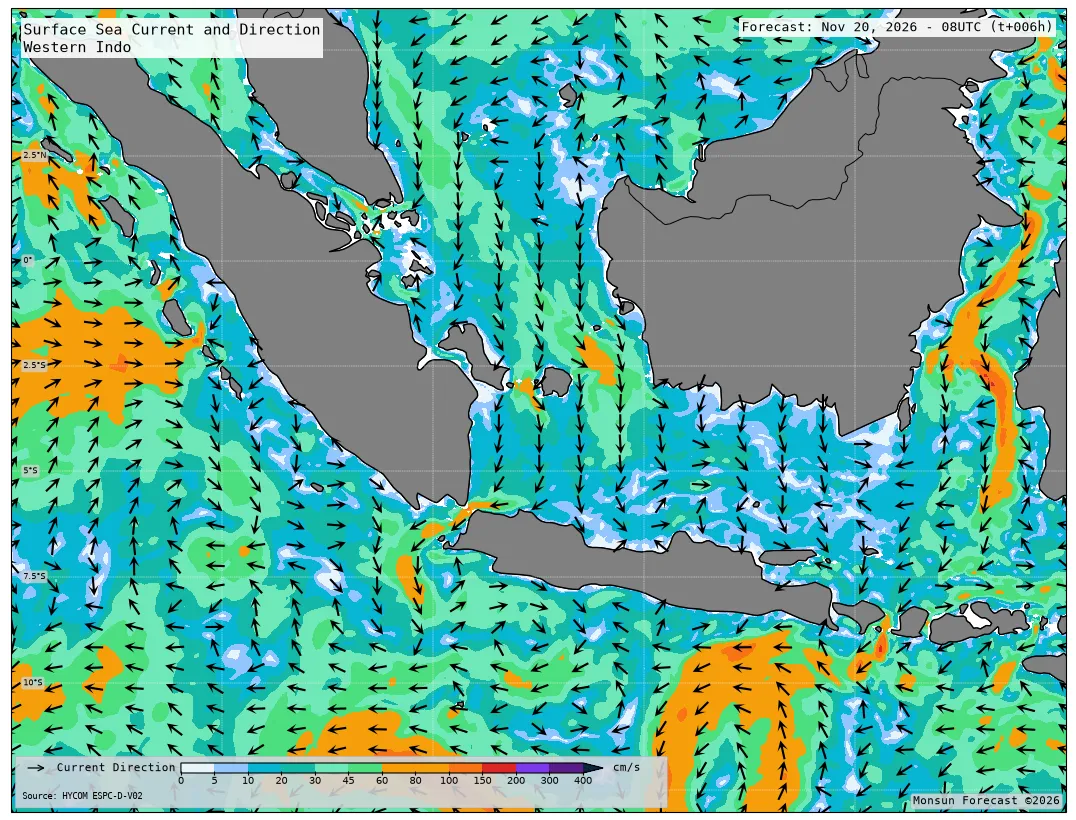 Surface Sea Current and Direction
Western Indo
Forecast: Nov 20, 2026 - 08UTC (t+006h)
2.5°N
0°
2.5°S
5°S
7.5°S
10°S
Current Direction
cm/s
0 5 10 20 30 45 60 80 100 150 200 300 400
Source: HYCOM ESPC-D-V02
Monsun Forecast ©2026